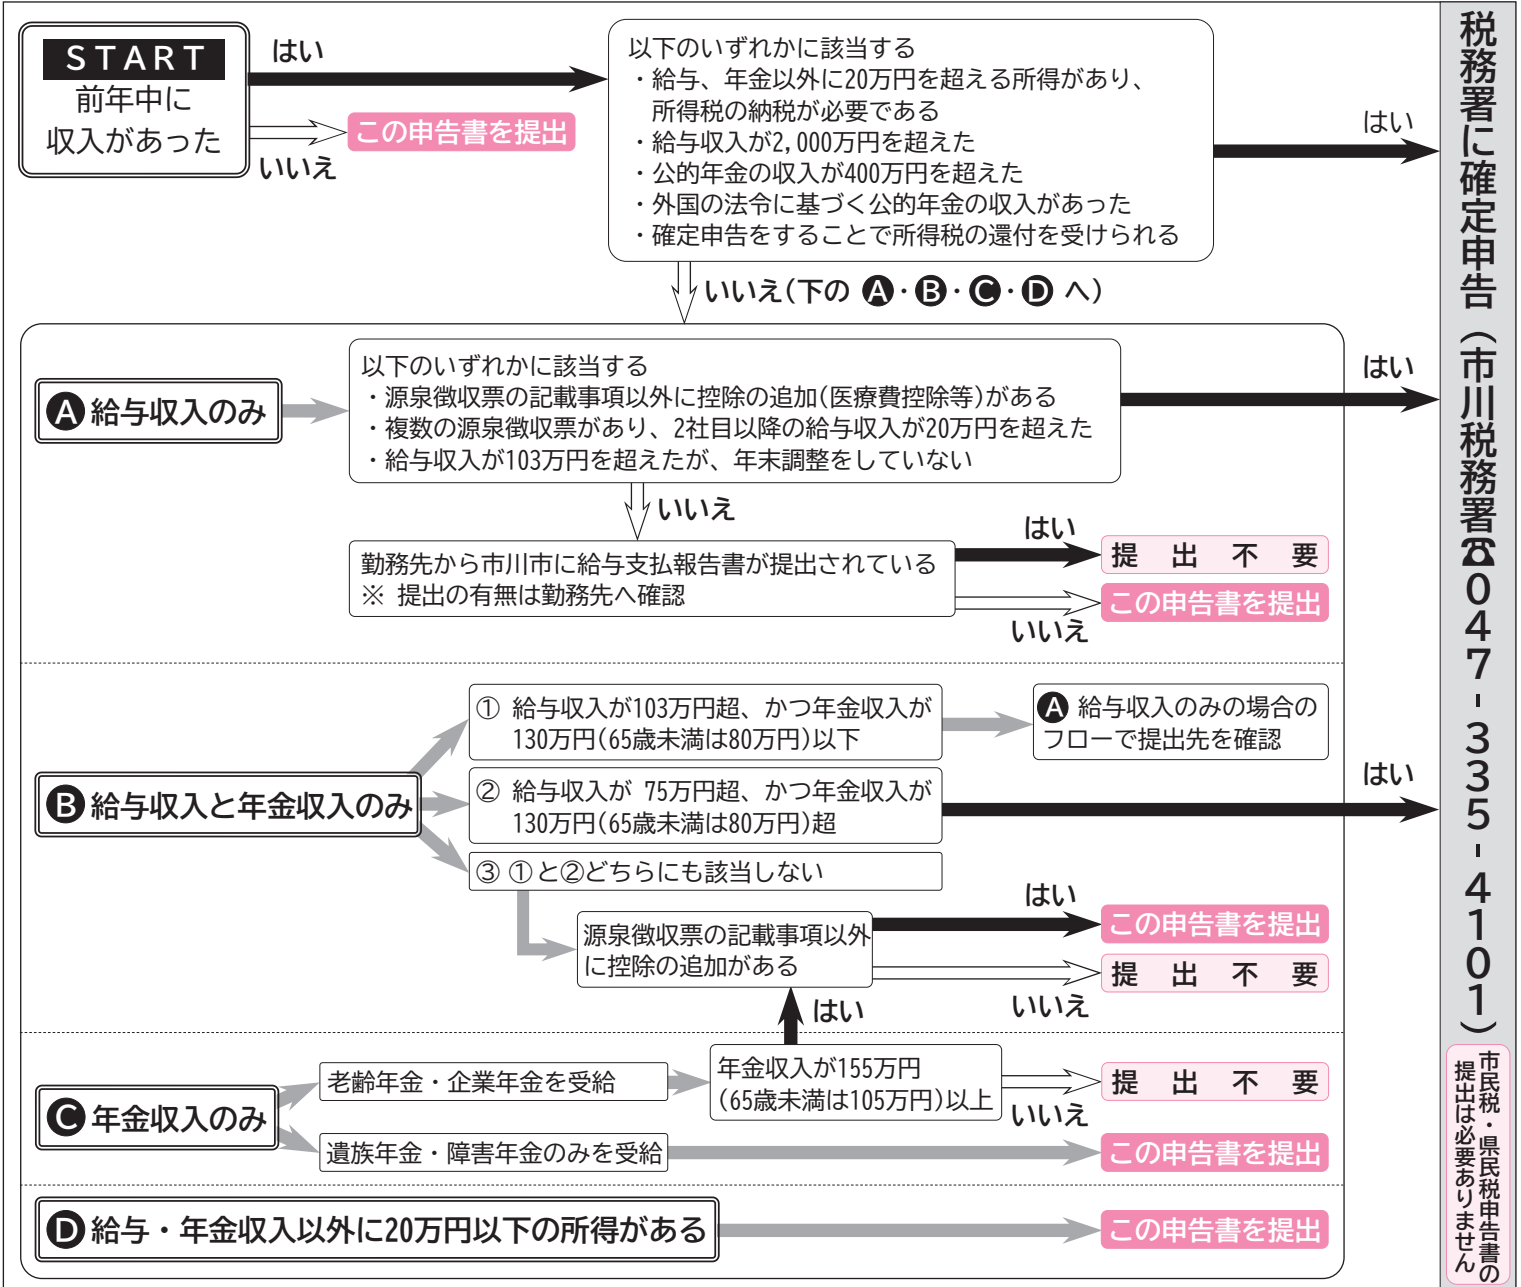 START
前年中に
収入があった
はい
いいえ
この申告書を提出
以下のいずれかに該当する
・給与、年金以外に20万円を超える所得があり、
所得税の納税が必要である
・給与収入が2,000万円を超えた
・公的年金の収入が400万円を超えた
・外国の法令に基づく公的年金の収入があった
・確定申告をすることで所得税の還付を受けられる
はい
いいえ(下の A・B・C・D へ)
A 給与収入のみ
以下のいずれかに該当する
・源泉徴収票の記載事項以外に控除の追加(医療費控除等)がある
・複数の源泉徴収票があり、2社目以降の給与収入が20万円を超えた
・給与収入が103万円を超えたが、年末調整をしていない
はい
いいえ
勤務先から市川市に給与支払報告書が提出されている
※ 提出の有無は勤務先へ確認
はい
提出不要
この申告書を提出
いいえ
B 給与収入と年金収入のみ
① 給与収入が103万円超、かつ年金収入が
130万円(65歳未満は80万円)以下
A 給与収入のみの場合の
フローで提出先を確認
② 給与収入が 75万円超、かつ年金収入が
130万円(65歳未満は80万円)超
はい
③ ①と②どちらにも該当しない
源泉徴収票の記載事項以外
に控除の追加がある
はい
この申告書を提出
提出不要
いいえ
はい
C 年金収入のみ
老齢年金・企業年金を受給
年金収入が155万円
(65歳未満は105万円)以上
提出不要
いいえ
遺族年金・障害年金のみを受給
この申告書を提出
D 給与・年金収入以外に20万円以下の所得がある
この申告書を提出
税務署に確定申告(市川税務署☎047-335-4101)
市民税・県民税申告書の
提出は必要ありません